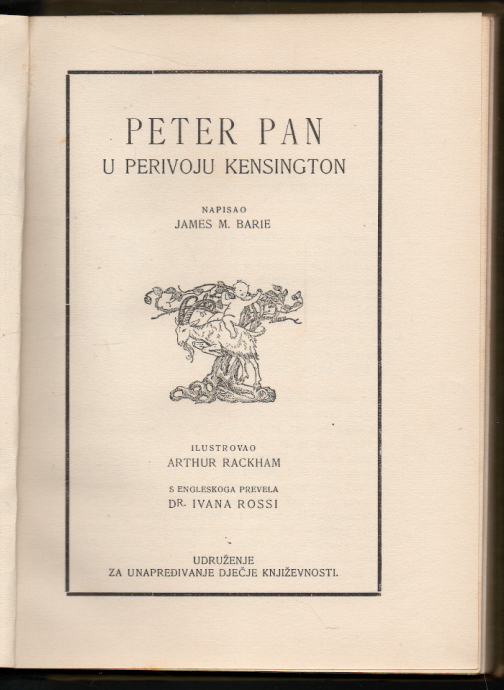 PETER PAN
U PERIVOJU KENSINGTON
NAPISAO
JAMES M. BARIE
ILUSTROVAO
ARTHUR RACKHAM
S ENGLESKOGA PREVELA
DR. IVANA ROSSI
UDRUŽENJE
ZA UNAPREĐIVANJE DJEČJE KNJIŽEVNOSTI.